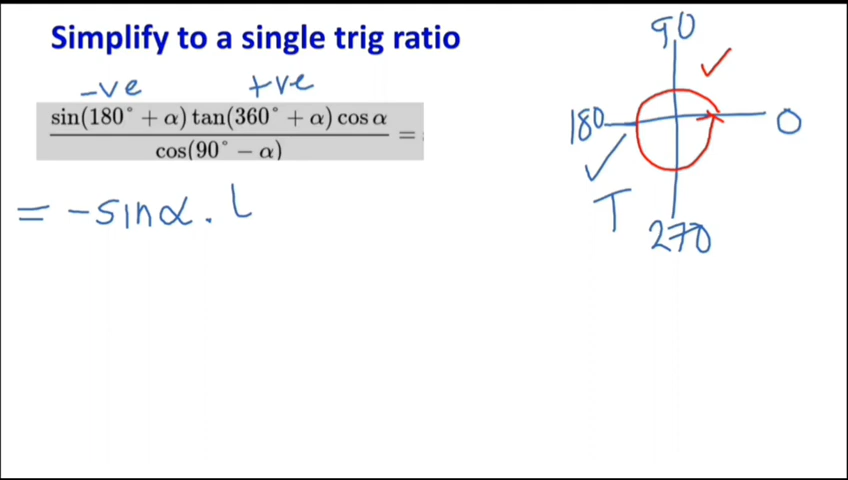 Simplify to a single trig ratio
-ve +ve
sin(180° + α) tan(360° + α) cos α
cos(90° − α)
=
= -sinα .
90
180
0
T
270